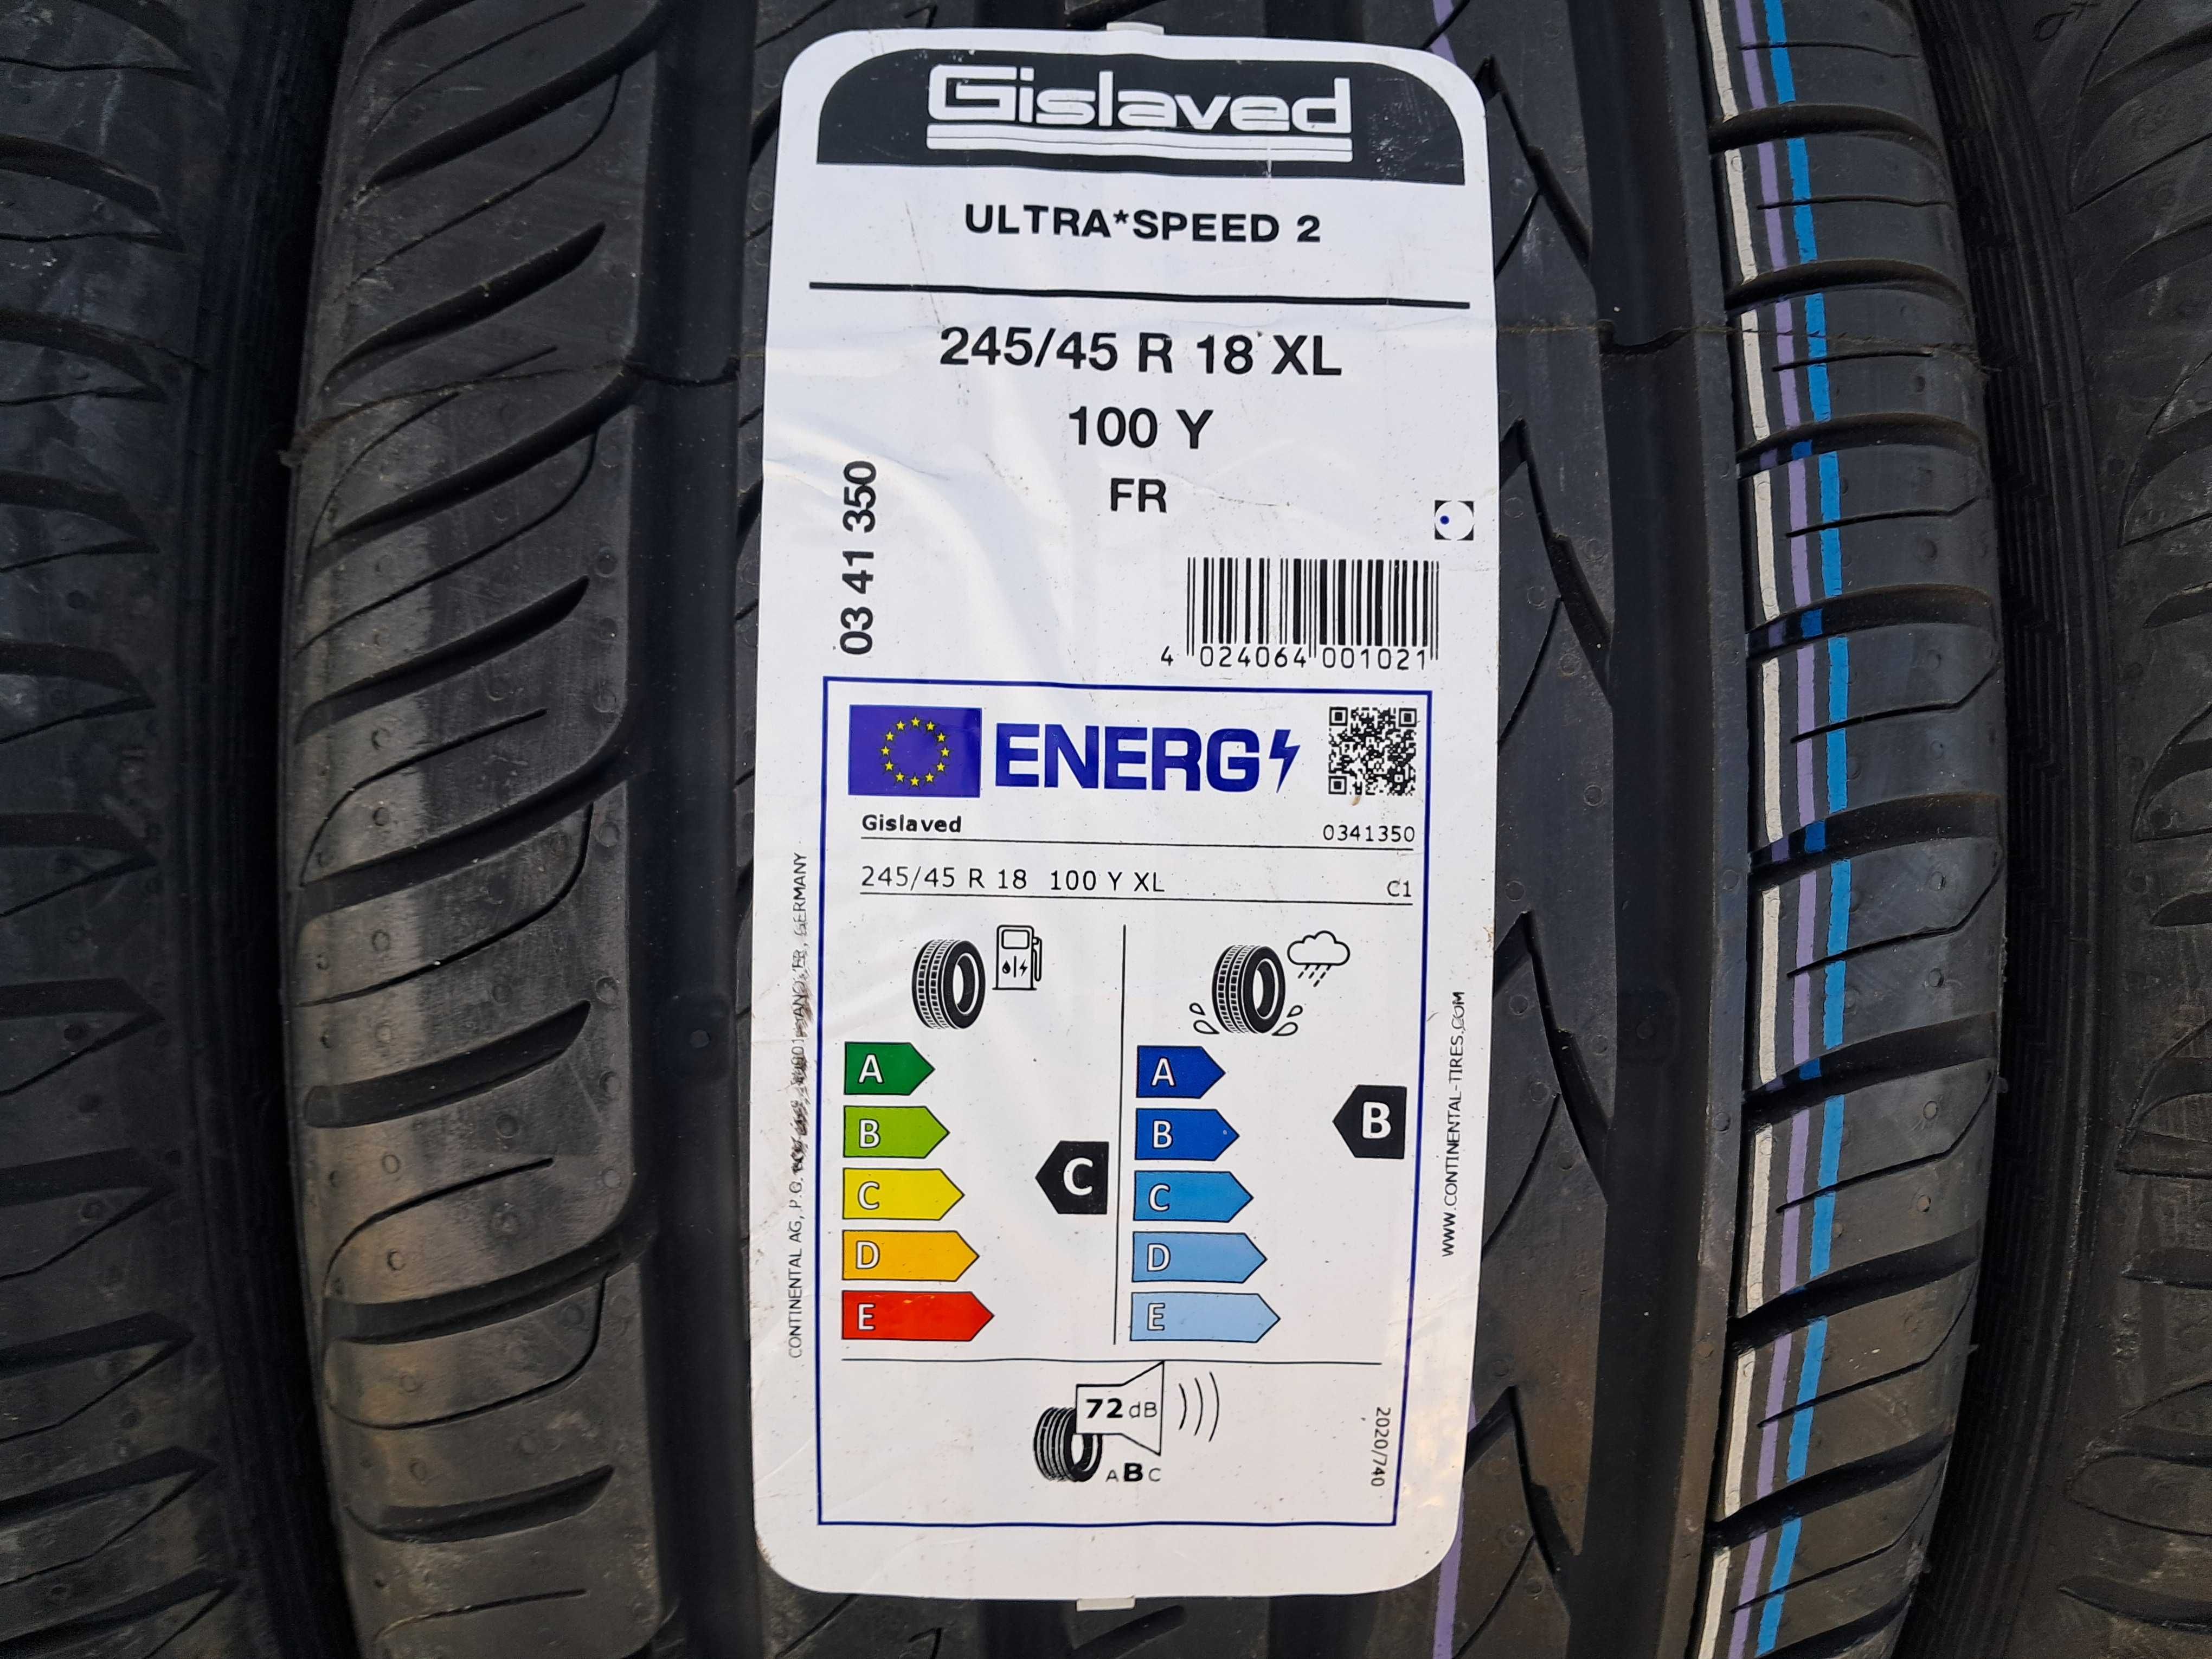 Gislaved
ULTRA*SPEED 2
245/45 R 18 XL
100 Y
FR
03 41 350
4 024064 001021
ENERG
Gislaved
0341350
245/45 R 18 100 Y XL
C1
A
B
C
D
E
C
A
B
C
D
E
B
72 dB
A B C
2020/740
CONTINENTAL AG, P.O. HANNOVER, GERMANY
WWW.CONTINENTAL-TIRES.COM